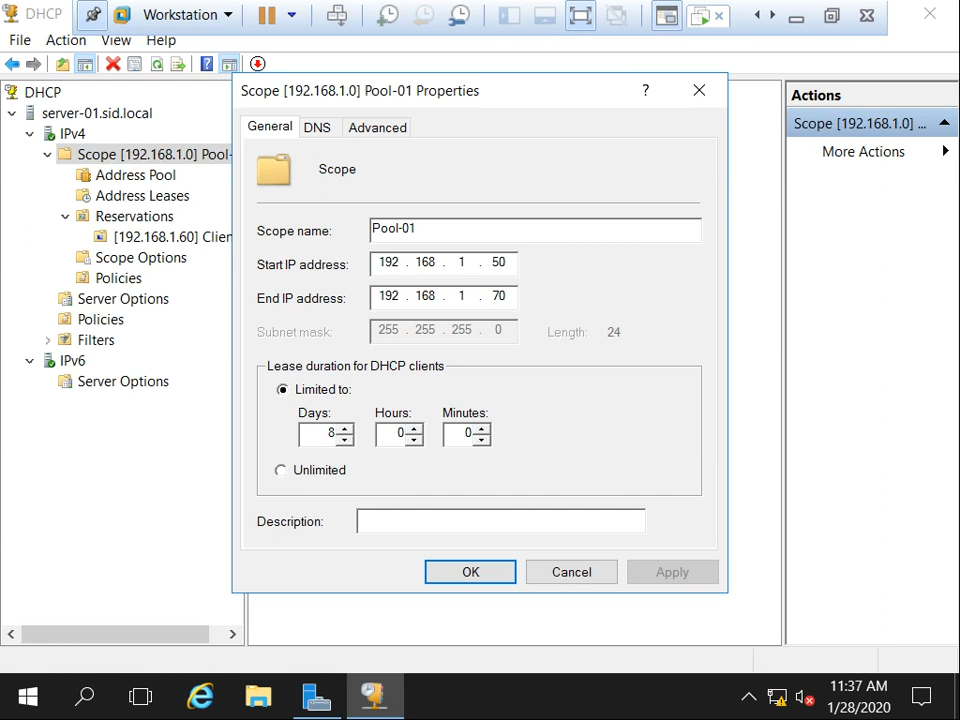 DHCP
Workstation
File Action View Help
DHCP
server-01.sid.local
IPv4
Scope [192.168.1.0] Pool-
Address Pool
Address Leases
Reservations
[192.168.1.60] Clien
Scope Options
Policies
Server Options
Policies
Filters
IPv6
Server Options
Scope [192.168.1.0] Pool-01 Properties
?
General DNS Advanced
Scope
Scope name: Pool-01
Start IP address: 192 . 168 . 1 . 50
End IP address: 192 . 168 . 1 . 70
Subnet mask: 255 . 255 . 255 . 0 Length: 24
Lease duration for DHCP clients
Limited to:
Days: Hours: Minutes:
8 0 0
Unlimited
Description:
OK Cancel Apply
Actions
Scope [192.168.1.0] ...
More Actions
11:37 AM
1/28/2020